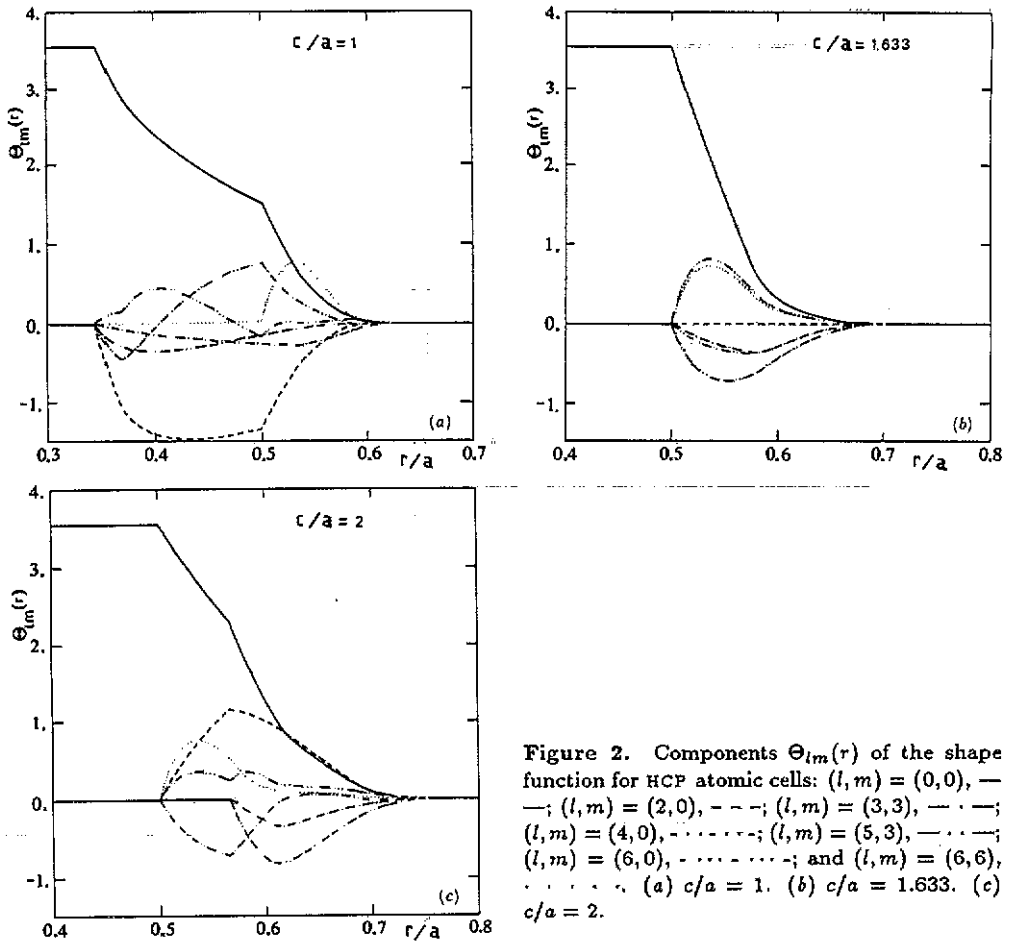 4.
3.
2.
1.
0.
-1.
Θlm(r)
c/a = 1
(a)
0.3 0.4 0.5 0.6 0.7
r/a
4.
3.
2.
1.
0.
-1.
Θlm(r)
c/a = 1.633
(b)
0.4 0.5 0.6 0.7 0.8
r/a
4.
3.
2.
1.
0.
-1.
Θlm(r)
c/a = 2
(c)
0.4 0.5 0.6 0.7 0.8
r/a
Figure 2. Components Θlm(r) of the shape
function for HCP atomic cells: (l, m) = (0,0), —
—; (l, m) = (2,0), - - -; (l, m) = (3,3), — · —;
(l, m) = (4,0), - · · - · · -; (l, m) = (5,3), — · · —;
(l, m) = (6,0), - · · · - · · · -; and (l, m) = (6,6),
· · · · ·. (a) c/a = 1. (b) c/a = 1.633. (c)
c/a = 2.